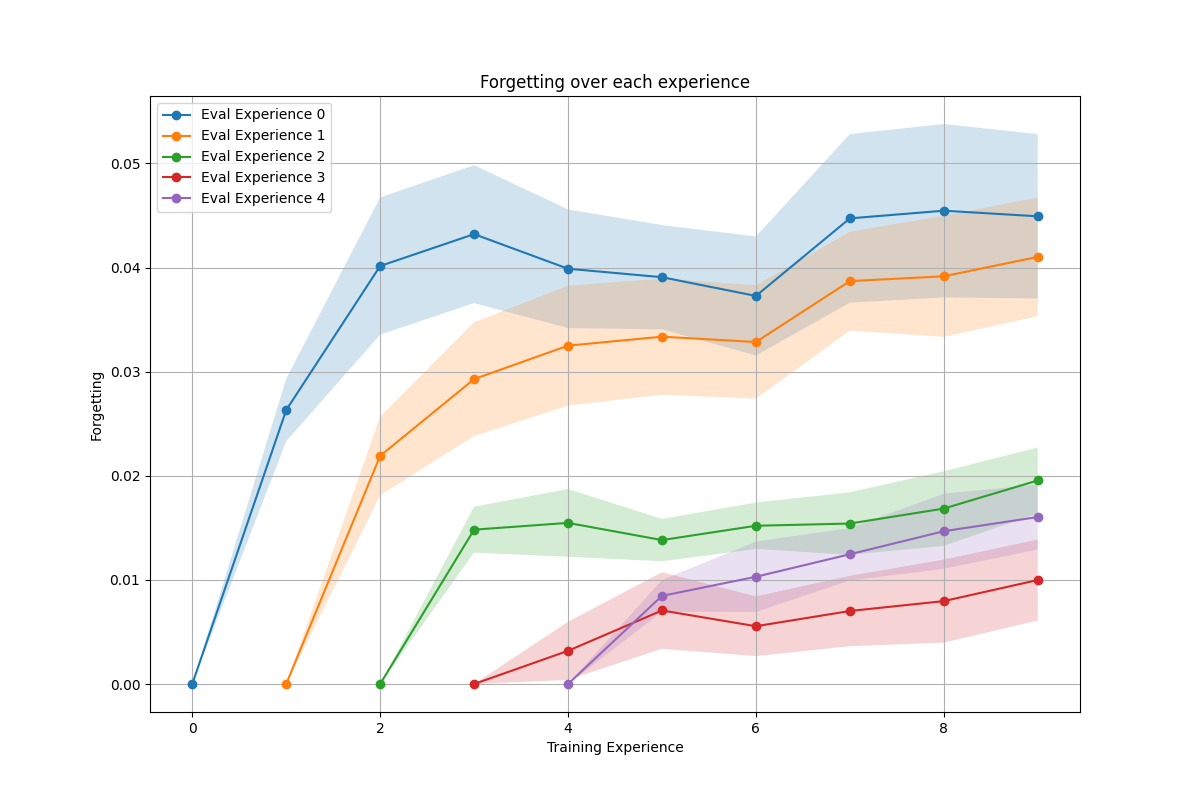 Forgetting over each experience
Eval Experience 0
Eval Experience 1
Eval Experience 2
Eval Experience 3
Eval Experience 4
Forgetting
0.05
0.04
0.03
0.02
0.01
0.00
0 2 4 6 8
Training Experience